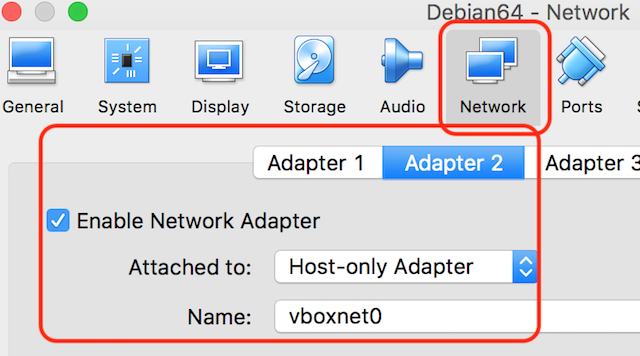 Debian64 - Network
General System Display Storage Audio Network Ports
Adapter 1 Adapter 2 Adapter 3
Enable Network Adapter
Attached to: Host-only Adapter
Name: vboxnet0